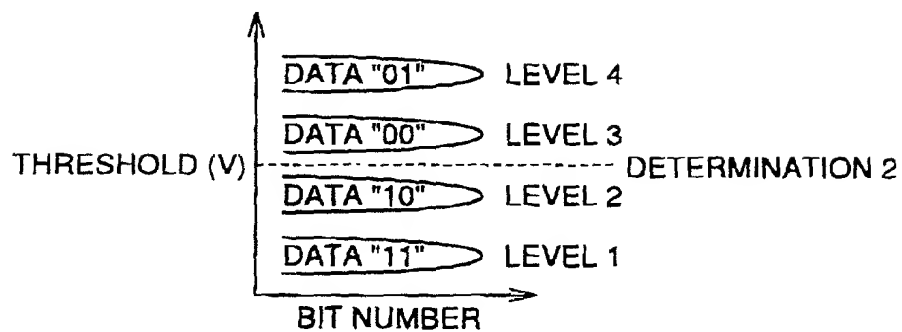 DATA "01" LEVEL 4
DATA "00" LEVEL 3
THRESHOLD (V) DETERMINATION 2
DATA "10" LEVEL 2
DATA "11" LEVEL 1
BIT NUMBER